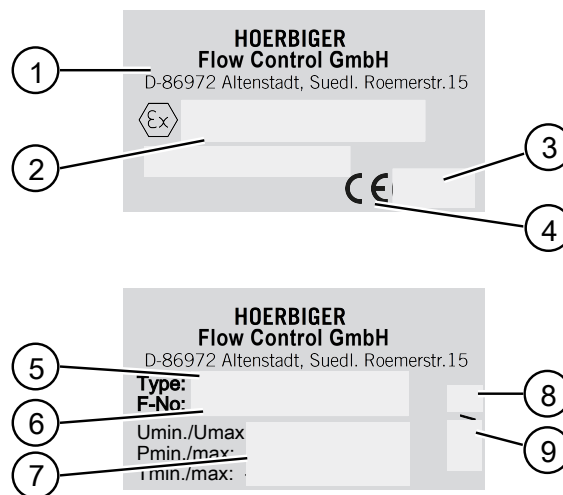 HOERBIGER
Flow Control GmbH
1
D-86972 Altenstadt, Suedl. Roemerstr.15
Ex
2
3
CE
4
HOERBIGER
Flow Control GmbH
D-86972 Altenstadt, Suedl. Roemerstr.15
5
Type:
8
6
F-No:
Umin./Umax
9
Pmin./max:
7
Tmin./max: